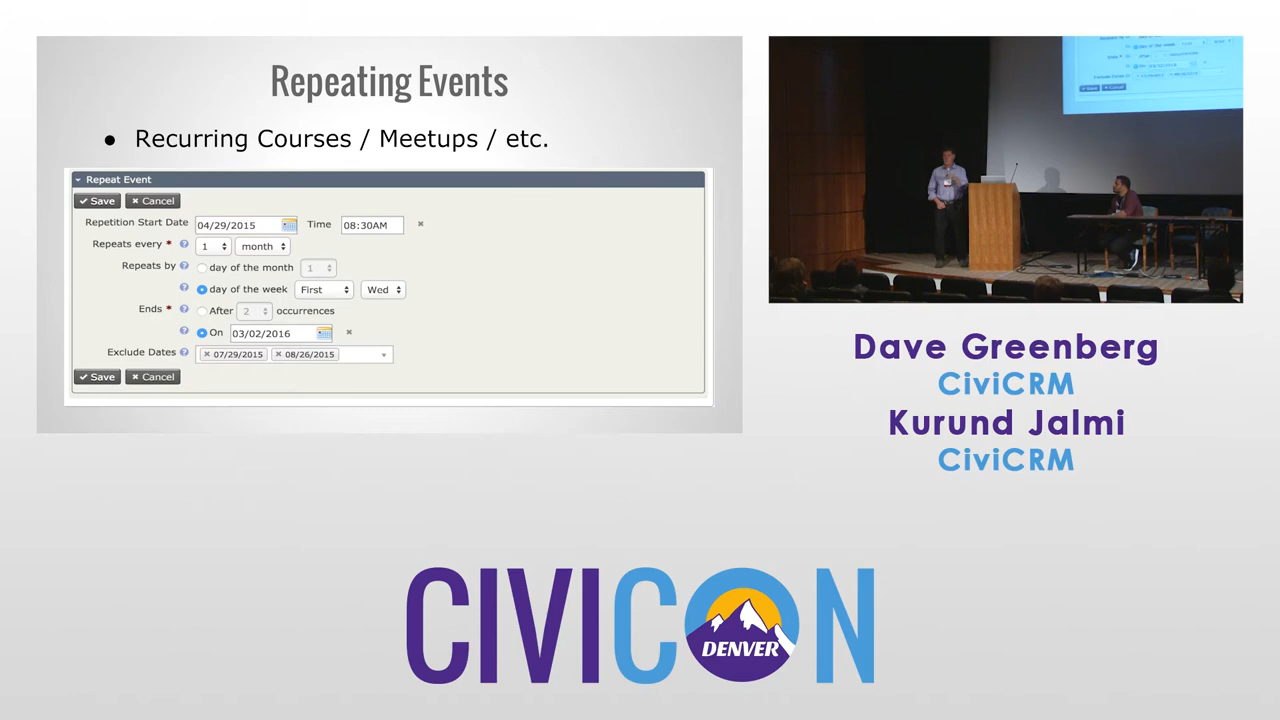 Repeating Events
● Recurring Courses / Meetups / etc.
Repeat Event
Save Cancel
Repetition Start Date 04/29/2015 Time 08:30AM
Repeats every * 1 month
Repeats by day of the month 1
day of the week First Wed
Ends * After 2 occurrences
On 03/02/2016
Exclude Dates 07/29/2015 08/26/2015
Save Cancel
Dave Greenberg
CiviCRM
Kurund Jalmi
CiviCRM
CIVICON
DENVER